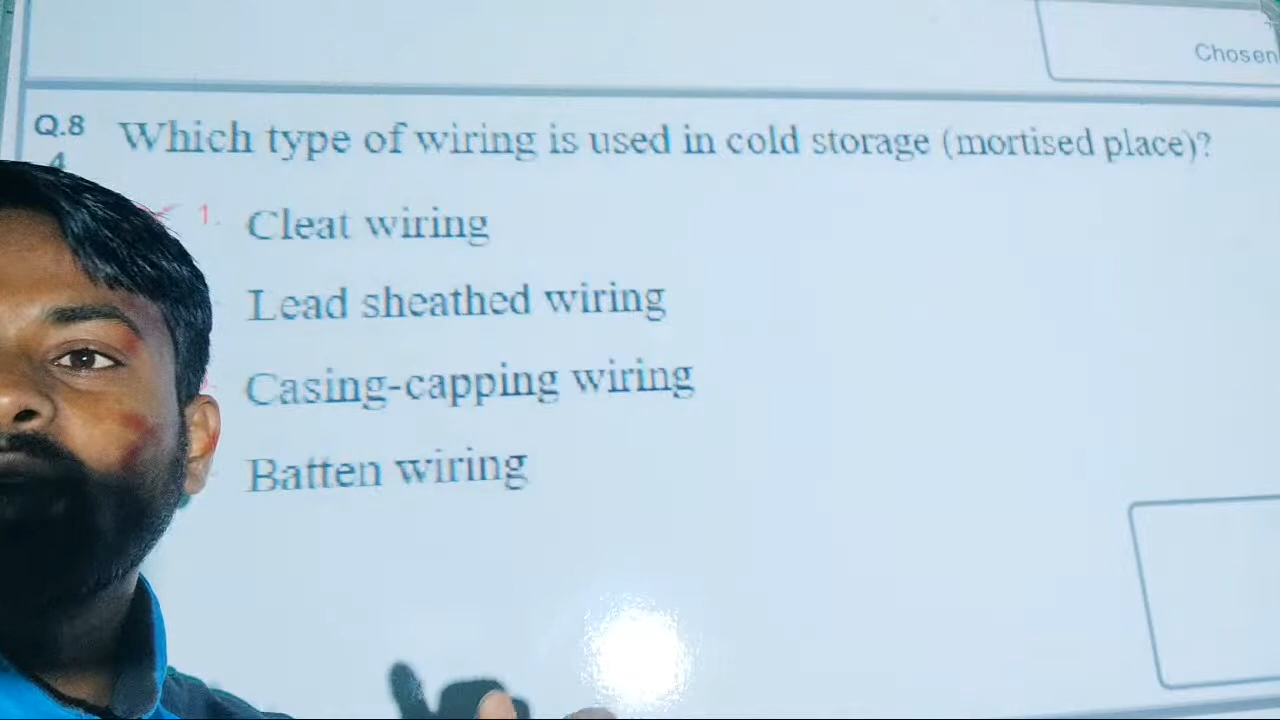 Chosen
Q.8 Which type of wiring is used in cold storage (mortised place)?
4
1. Cleat wiring
Lead sheathed wiring
Casing-capping wiring
Batten wiring